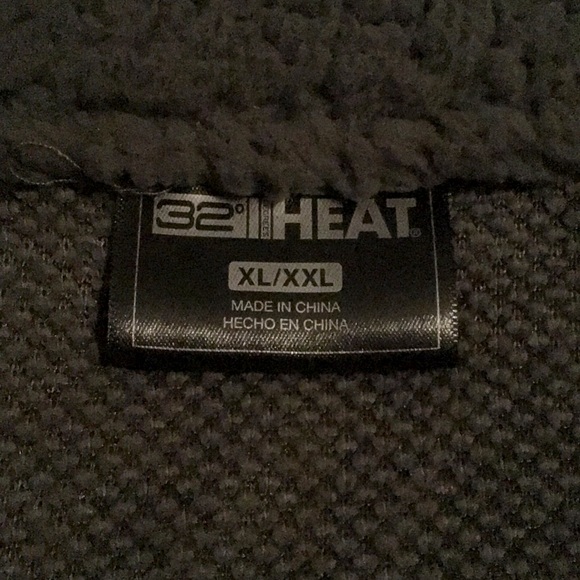 32° HEAT®
XL/XXL
MADE IN CHINA
HECHO EN CHINA